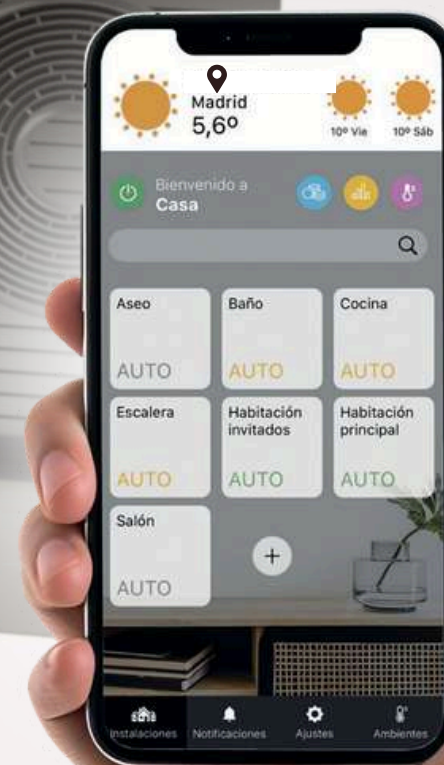 Madrid
5,6º
10º Vie
10º Sáb
Bienvenido a
Casa
Aseo
AUTO
Baño
AUTO
Cocina
AUTO
Escalera
AUTO
Habitación
invitados
AUTO
Habitación
principal
AUTO
Salón
AUTO
+
Instalaciones
Notificaciones
Ajustes
Ambientes